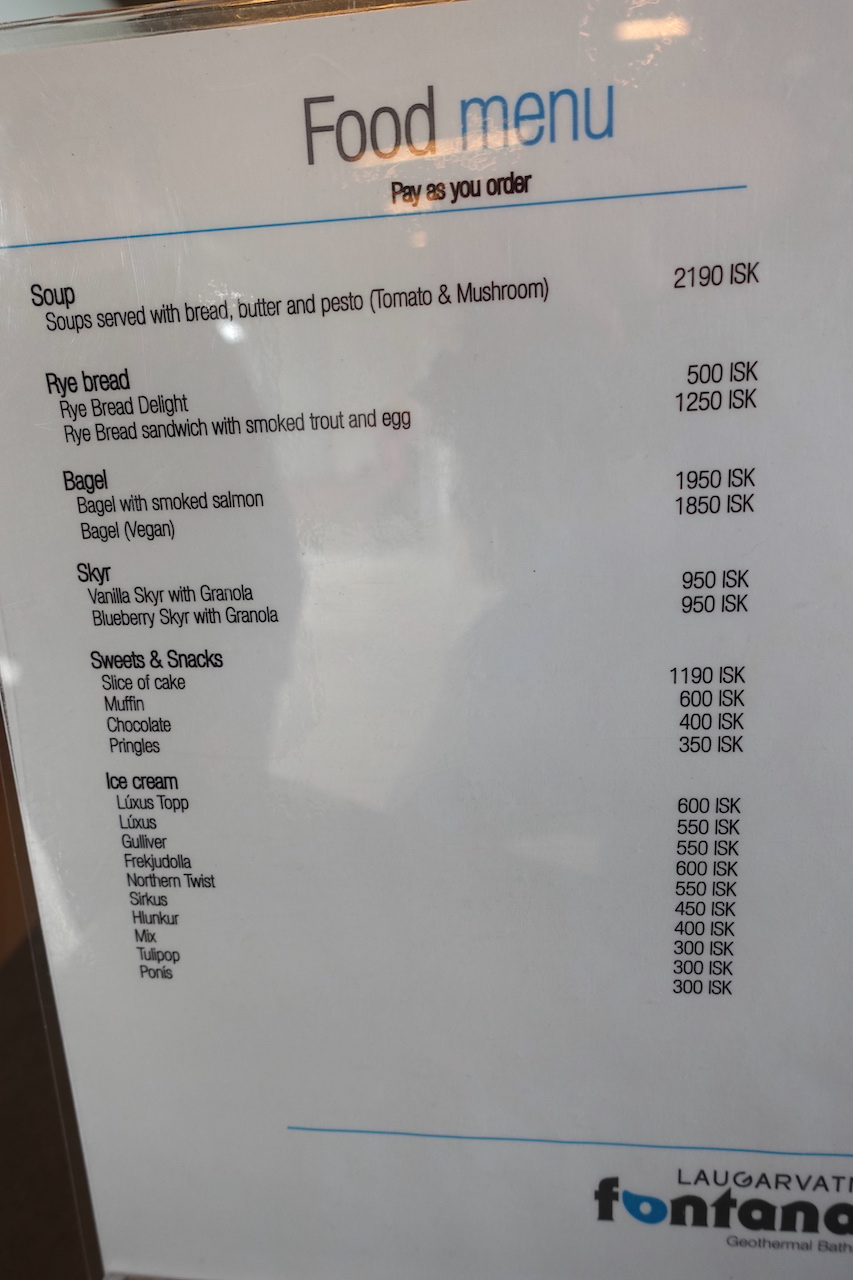 Food menu
Pay as you order
Soup
Soups served with bread, butter and pesto (Tomato & Mushroom) 2190 ISK
Rye bread
Rye Bread Delight 500 ISK
Rye Bread sandwich with smoked trout and egg 1250 ISK
Bagel
Bagel with smoked salmon 1950 ISK
Bagel (Vegan) 1850 ISK
Skyr
Vanilla Skyr with Granola 950 ISK
Blueberry Skyr with Granola 950 ISK
Sweets & Snacks
Slice of cake 1190 ISK
Muffin 600 ISK
Chocolate 400 ISK
Pringles 350 ISK
Ice cream
Lúxus Topp 600 ISK
Lúxus 550 ISK
Gulliver 550 ISK
Frekjudolla 600 ISK
Northern Twist 550 ISK
Sirkus 450 ISK
Hlunkur 400 ISK
Mix 300 ISK
Tulipop 300 ISK
Ponís 300 ISK
LAUGARVAT
fontana
Geothermal Bath